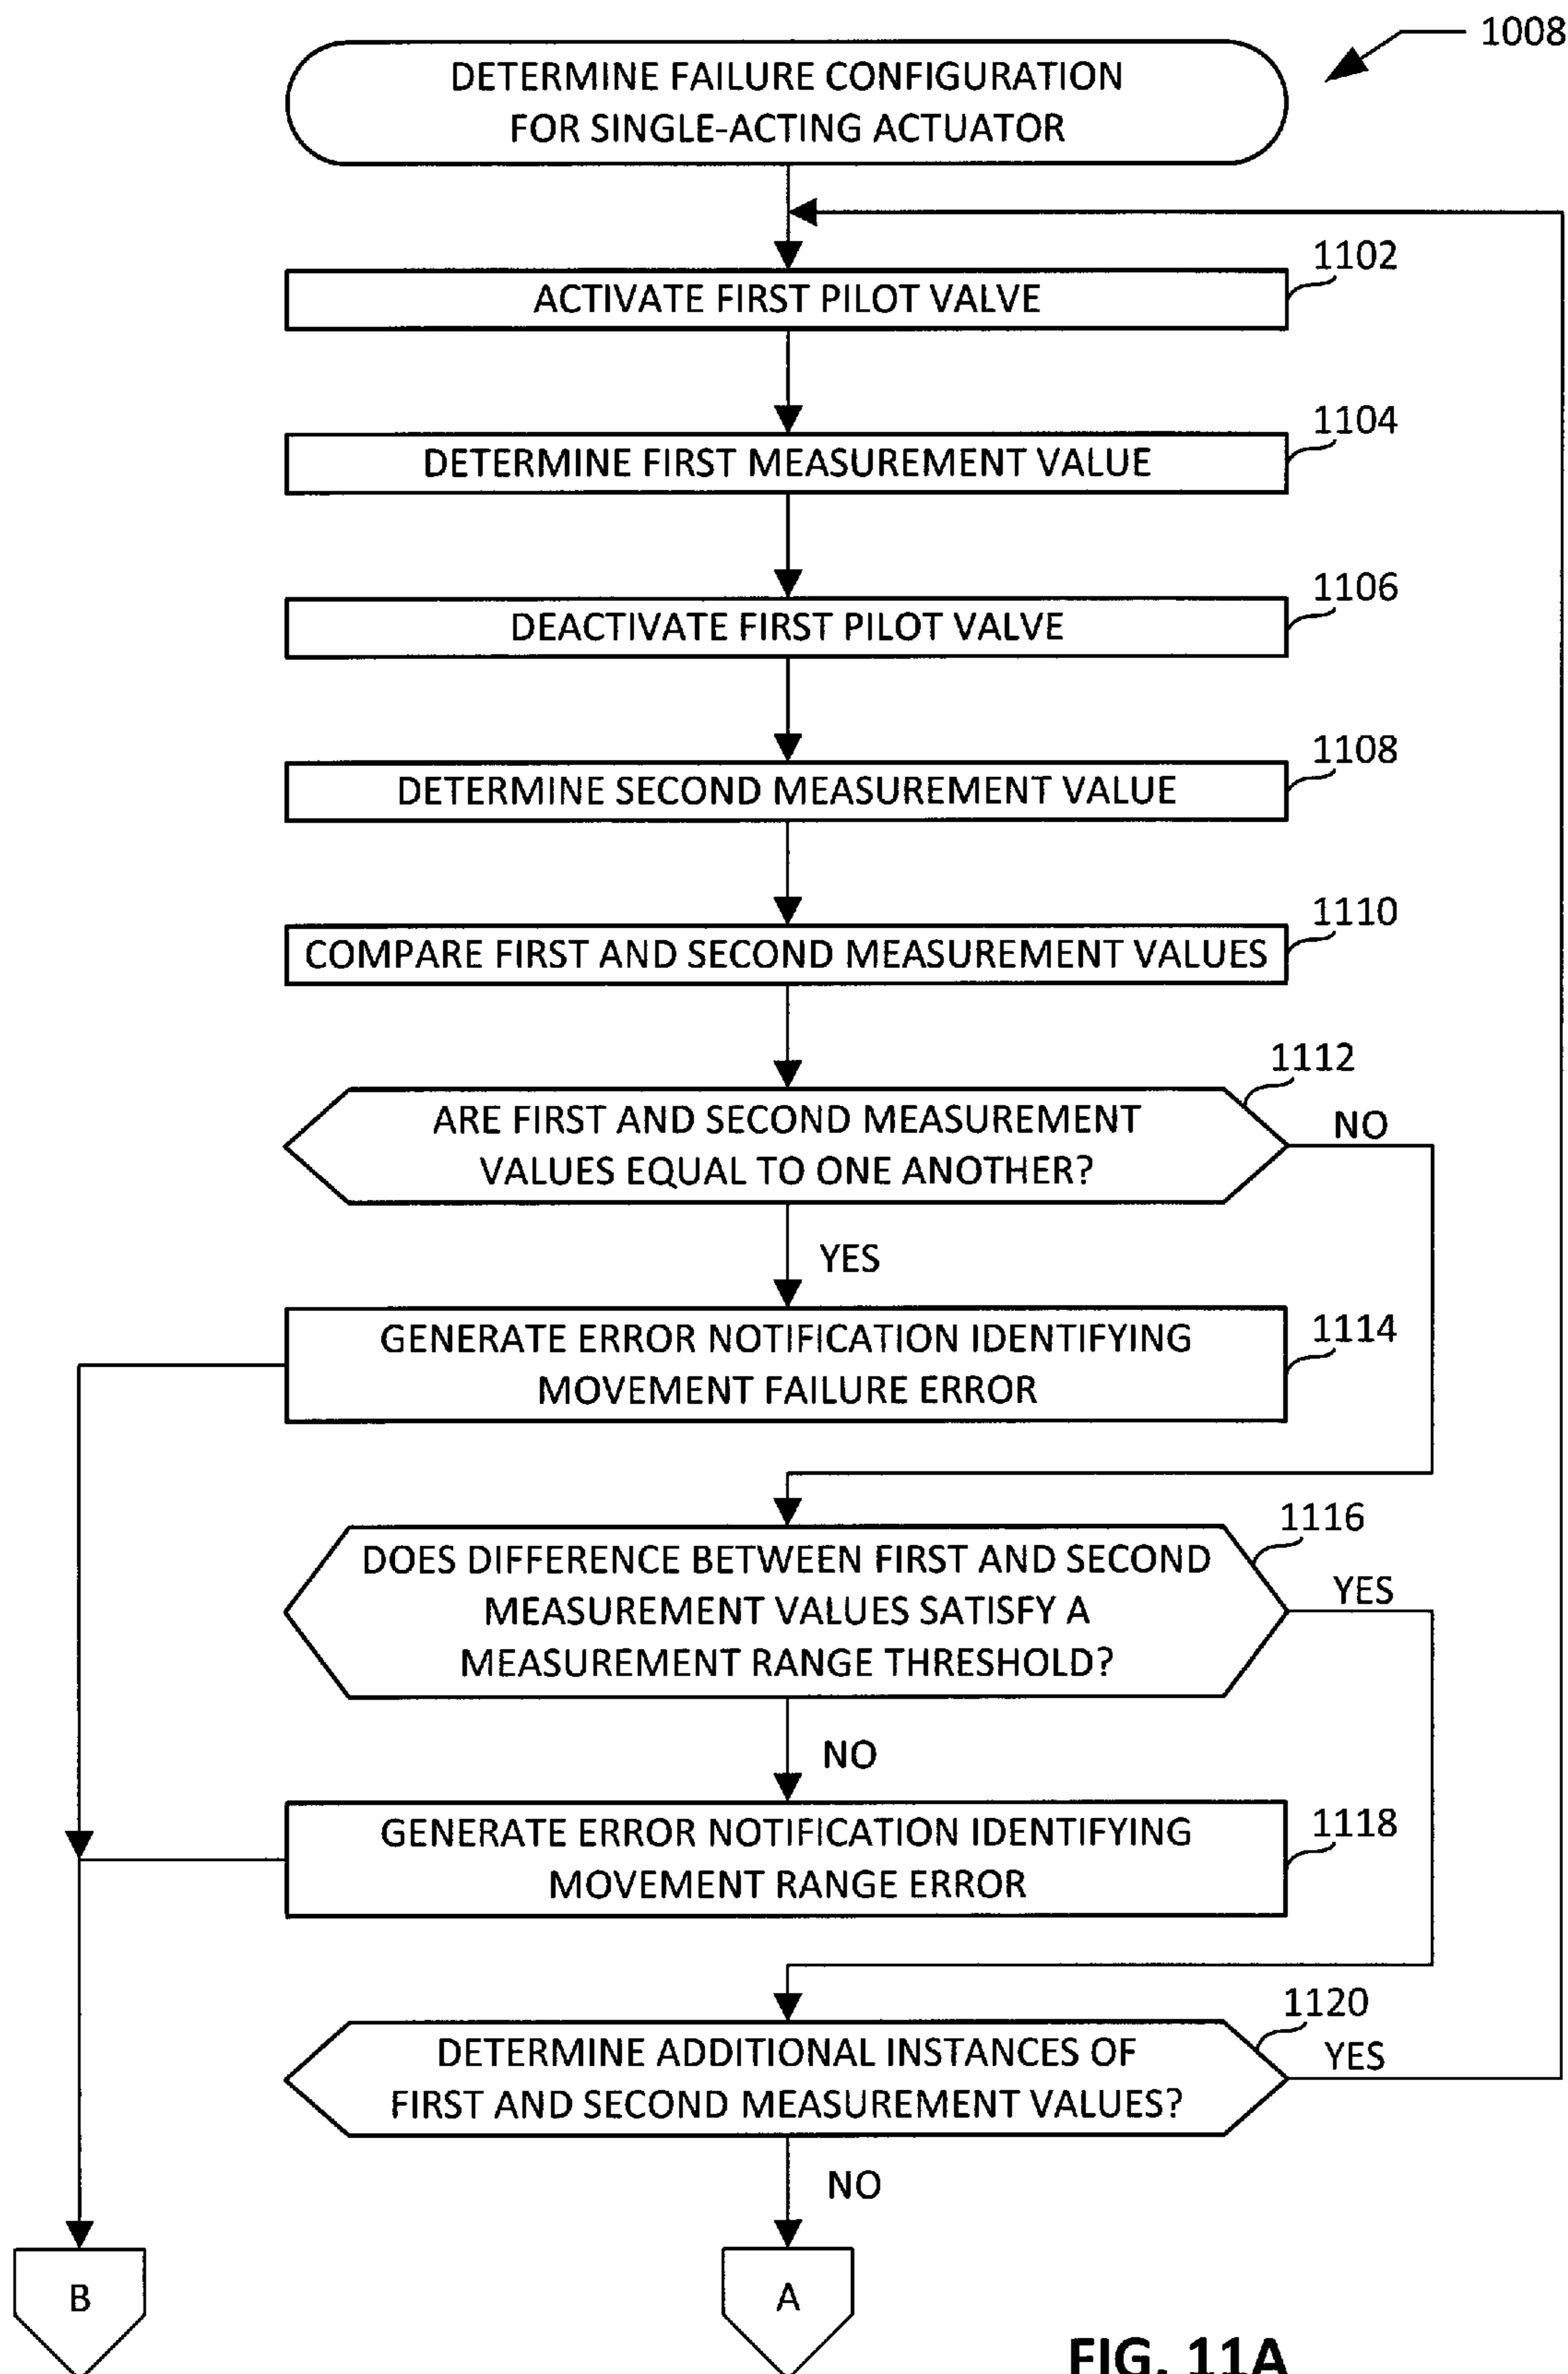 1008
DETERMINE FAILURE CONFIGURATION
FOR SINGLE-ACTING ACTUATOR
1102
ACTIVATE FIRST PILOT VALVE
1104
DETERMINE FIRST MEASUREMENT VALUE
1106
DEACTIVATE FIRST PILOT VALVE
1108
DETERMINE SECOND MEASUREMENT VALUE
1110
COMPARE FIRST AND SECOND MEASUREMENT VALUES
1112
ARE FIRST AND SECOND MEASUREMENT
VALUES EQUAL TO ONE ANOTHER?
NO
YES
GENERATE ERROR NOTIFICATION IDENTIFYING
MOVEMENT FAILURE ERROR
1114
1116
DOES DIFFERENCE BETWEEN FIRST AND SECOND
MEASUREMENT VALUES SATISFY A
MEASUREMENT RANGE THRESHOLD?
YES
NO
GENERATE ERROR NOTIFICATION IDENTIFYING
MOVEMENT RANGE ERROR
1118
1120
DETERMINE ADDITIONAL INSTANCES OF
FIRST AND SECOND MEASUREMENT VALUES?
YES
NO
B
A
FIG. 11A